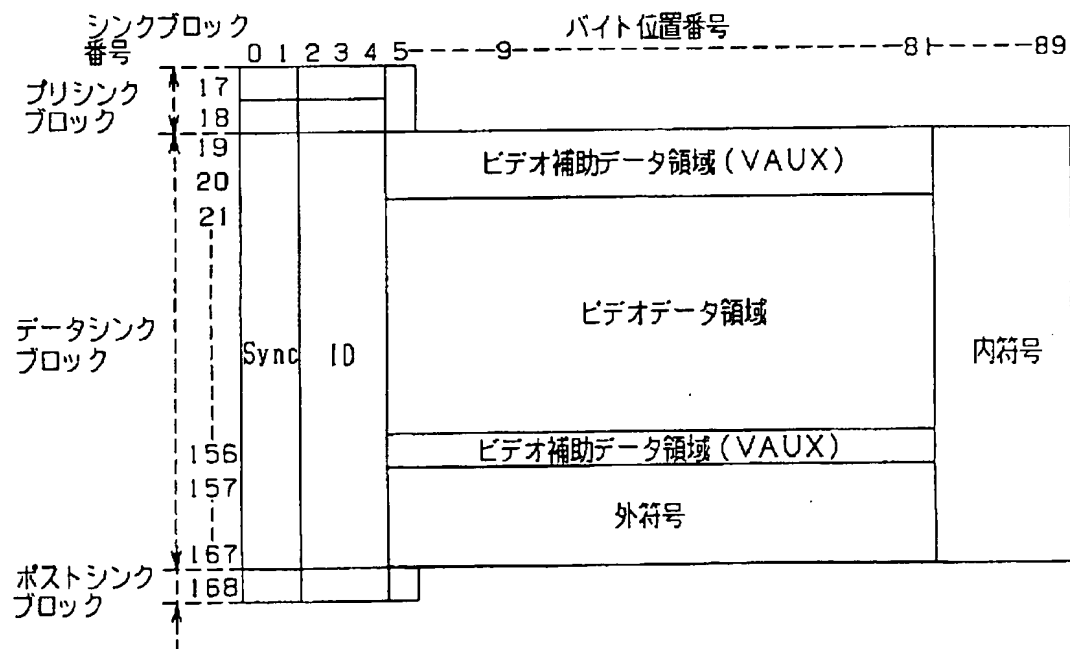 シンクブロック
番号
バイト位置番号
0 1 2 3 4 5-----9---------------------81-----89
プリシンク
ブロック
17
18
19
20
21
ビデオ補助データ領域(VAUX)
データシンク
ブロック
Sync
ID
ビデオデータ領域
内符号
156
ビデオ補助データ領域(VAUX)
157
外符号
167
ポストシンク
ブロック
168